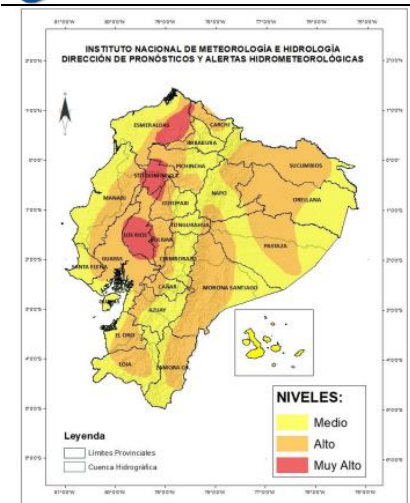 INSTITUTO NACIONAL DE METEOROLOGÍA E HIDROLOGÍA
DIRECCIÓN DE PRONÓSTICOS Y ALERTAS HIDROMETEOROLÓGICAS
ESMERALDAS
CARCHI
IMBABURA
PICHINCHA
SUCUMBIOS
MANABI
COTOPAXI
NAPO
ORELLANA
TUNGURAHUA
LOS RIOS
BOLIVAR
PASTAZA
GUAYAS
CHIMBORAZO
SANTA ELENA
CAÑAR
MORONA SANTIAGO
AZUAY
EL ORO
LOJA
ZAMORA CH.
NIVELES:
Medio
Alto
Muy Alto
Leyenda
Límites Provinciales
Cuenca Hidrográfica